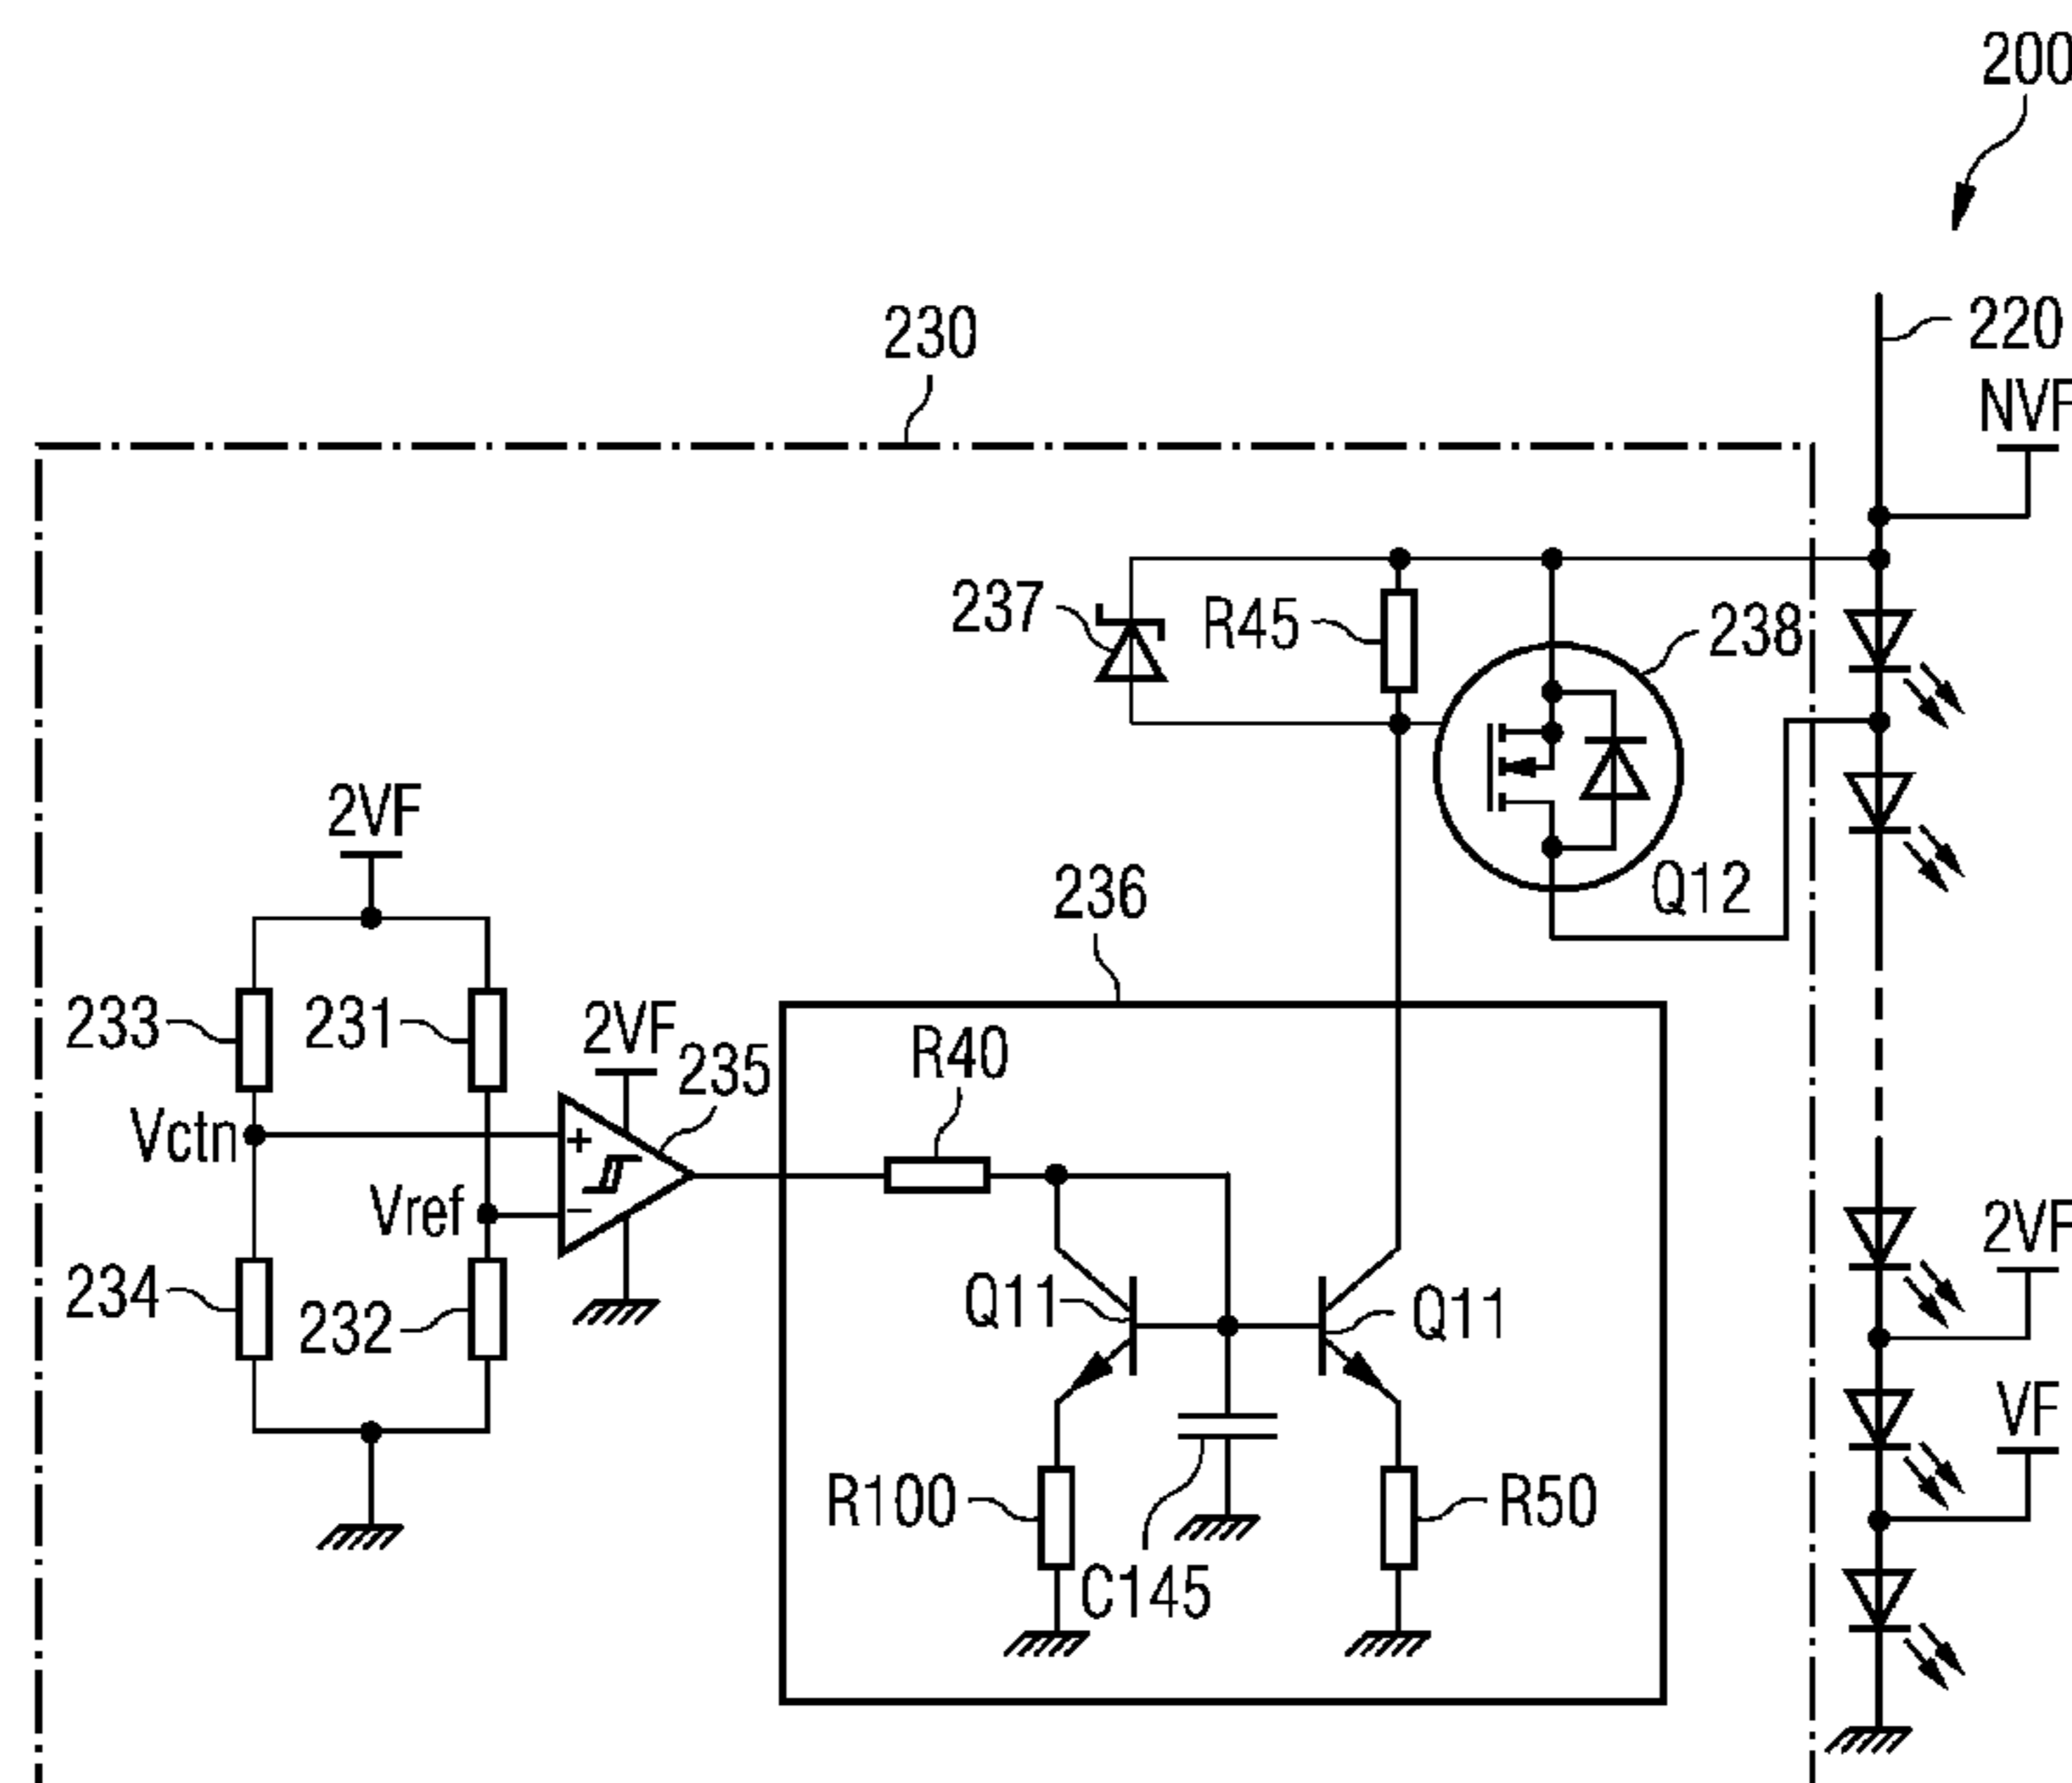 200
220
NVF
230
237
R45
238
2VF
236
Q12
233
231
2VF
235
R40
Vctn
+
Vref
−
2VF
234
232
Q11
Q11
VF
R100
C145
R50